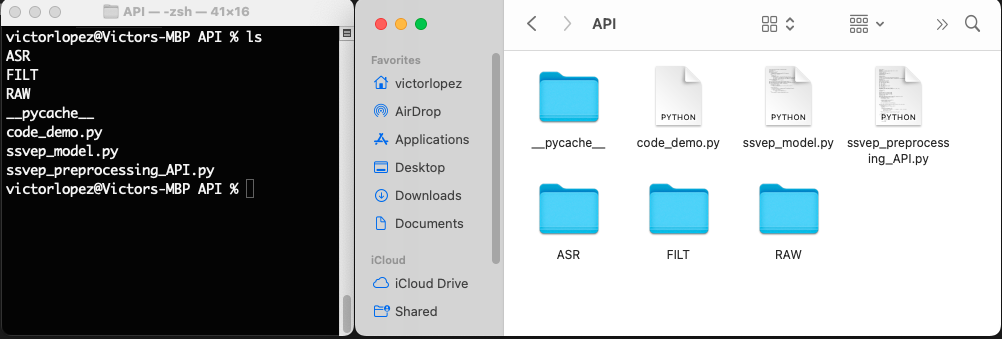 API — -zsh — 41×16
victorlopez@Victors-MBP API % ls
ASR
FILT
RAW
__pycache__
code_demo.py
ssvep_model.py
ssvep_preprocessing_API.py
victorlopez@Victors-MBP API %
API
Favorites
victorlopez
AirDrop
Applications
Desktop
Downloads
Documents
iCloud
iCloud Drive
Shared
PYTHON
PYTHON
PYTHON
__pycache__
code_demo.py
ssvep_model.py
ssvep_preprocess
ing_API.py
ASR
FILT
RAW